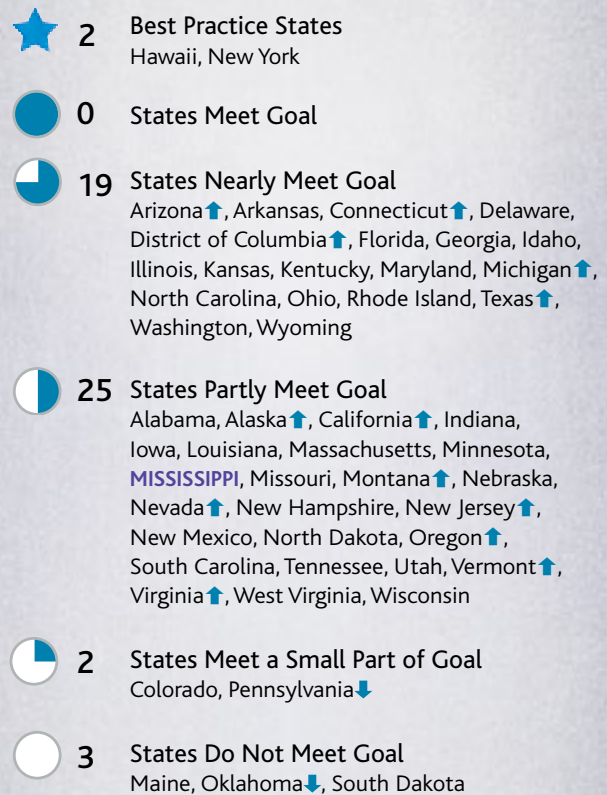 2 Best Practice States
Hawaii, New York
0 States Meet Goal
19 States Nearly Meet Goal
Arizona⬆, Arkansas, Connecticut⬆, Delaware,
District of Columbia⬆, Florida, Georgia, Idaho,
Illinois, Kansas, Kentucky, Maryland, Michigan⬆,
North Carolina, Ohio, Rhode Island, Texas⬆,
Washington, Wyoming
25 States Partly Meet Goal
Alabama, Alaska⬆, California⬆, Indiana,
Iowa, Louisiana, Massachusetts, Minnesota,
MISSISSIPPI, Missouri, Montana⬆, Nebraska,
Nevada⬆, New Hampshire, New Jersey⬆,
New Mexico, North Dakota, Oregon⬆,
South Carolina, Tennessee, Utah, Vermont⬆,
Virginia⬆, West Virginia, Wisconsin
2 States Meet a Small Part of Goal
Colorado, Pennsylvania⬇
3 States Do Not Meet Goal
Maine, Oklahoma⬇, South Dakota